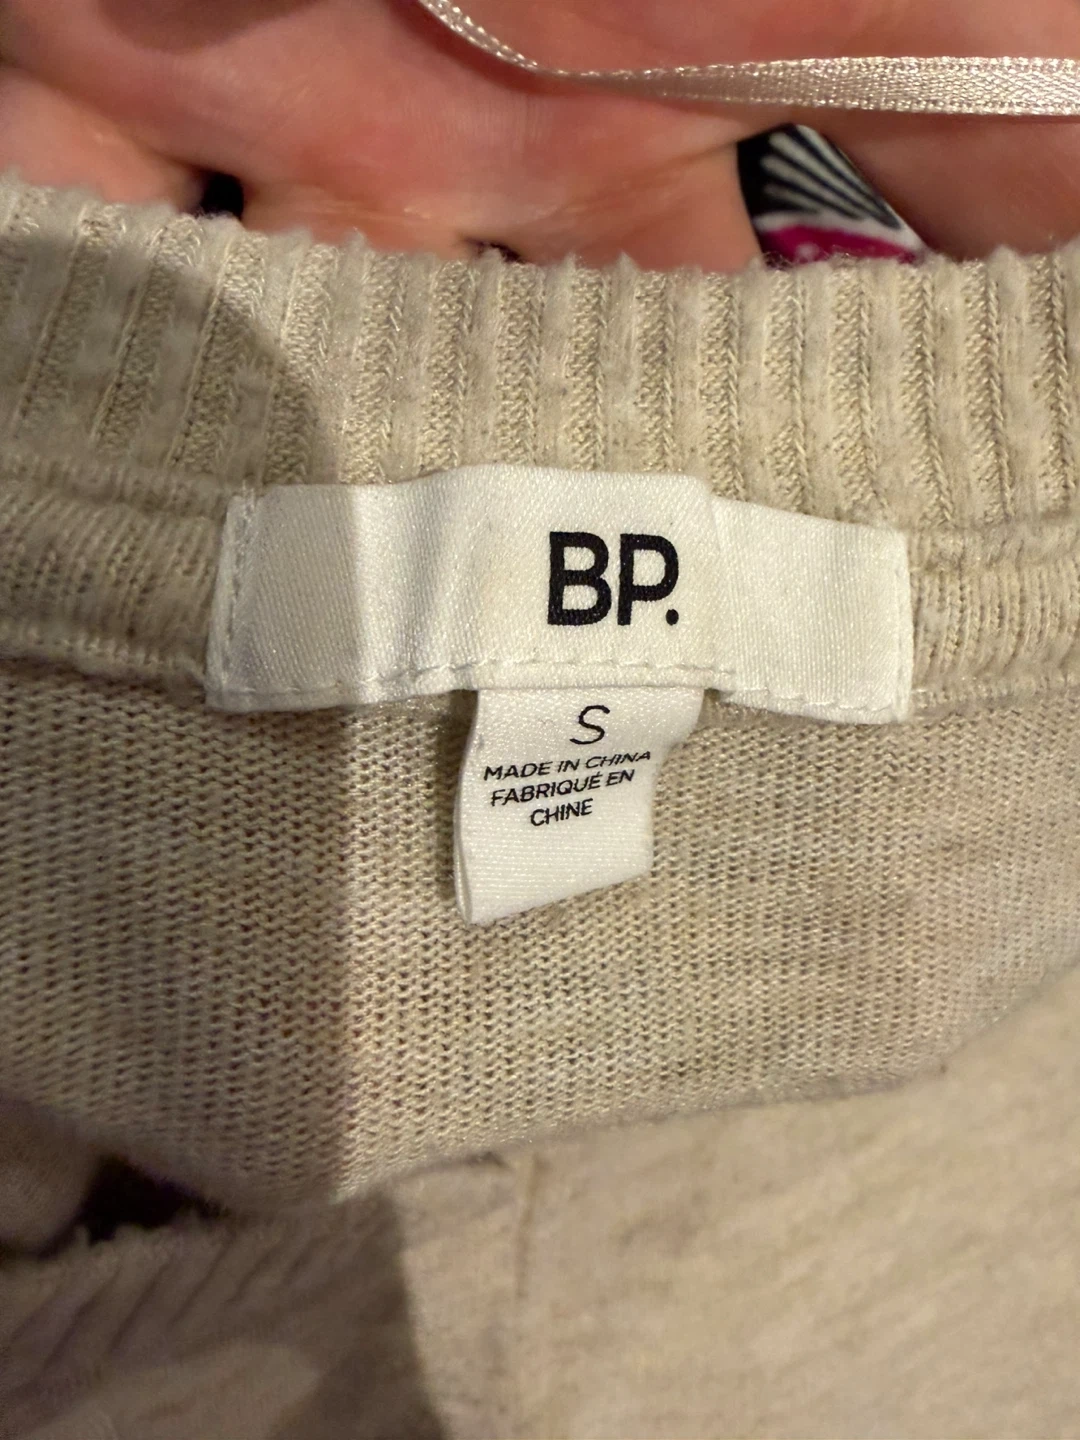 BP.
S
MADE IN CHINA
FABRIQUÉ EN
CHINE